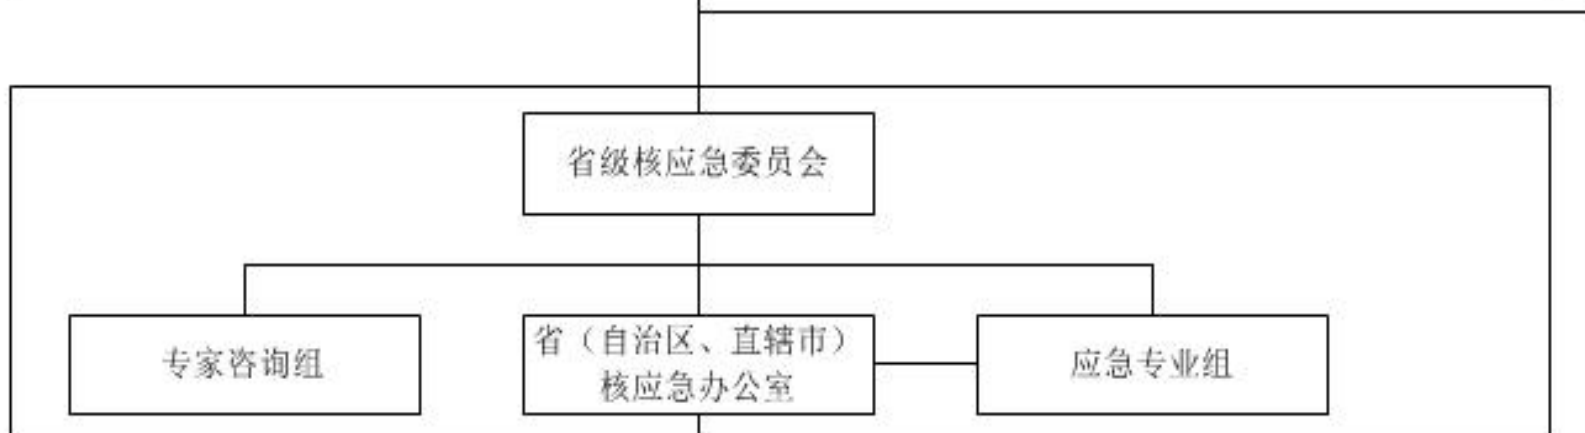 省级核应急委员会
专家咨询组
省（自治区、直辖市）
核应急办公室
应急专业组